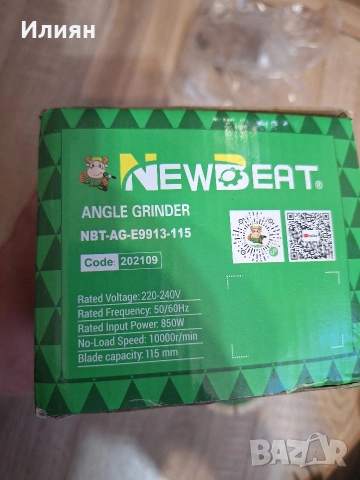 Илиян
NEWBEAT®
ANGLE GRINDER
NBT-AG-E9913-115
Code: 202109
Rated Voltage: 220-240V
Rated Frequency: 50/60Hz
Rated Input Power: 850W
No-Load Speed: 10000r/min
Blade capacity: 115 mm
BAZAR